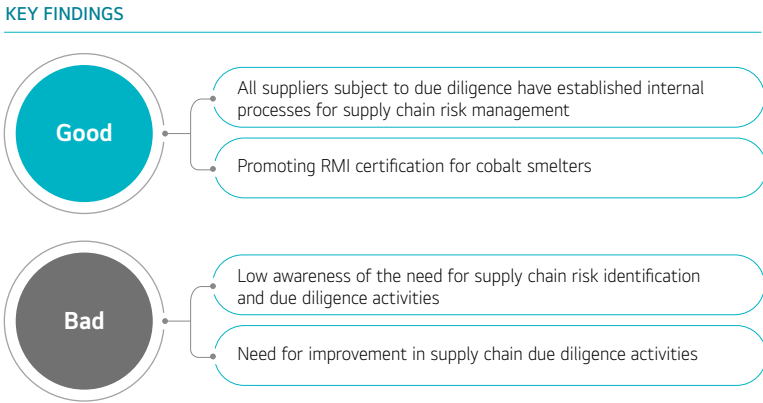 KEY FINDINGS
Good
All suppliers subject to due diligence have established internal
processes for supply chain risk management
Promoting RMI certification for cobalt smelters
Bad
Low awareness of the need for supply chain risk identification
and due diligence activities
Need for improvement in supply chain due diligence activities